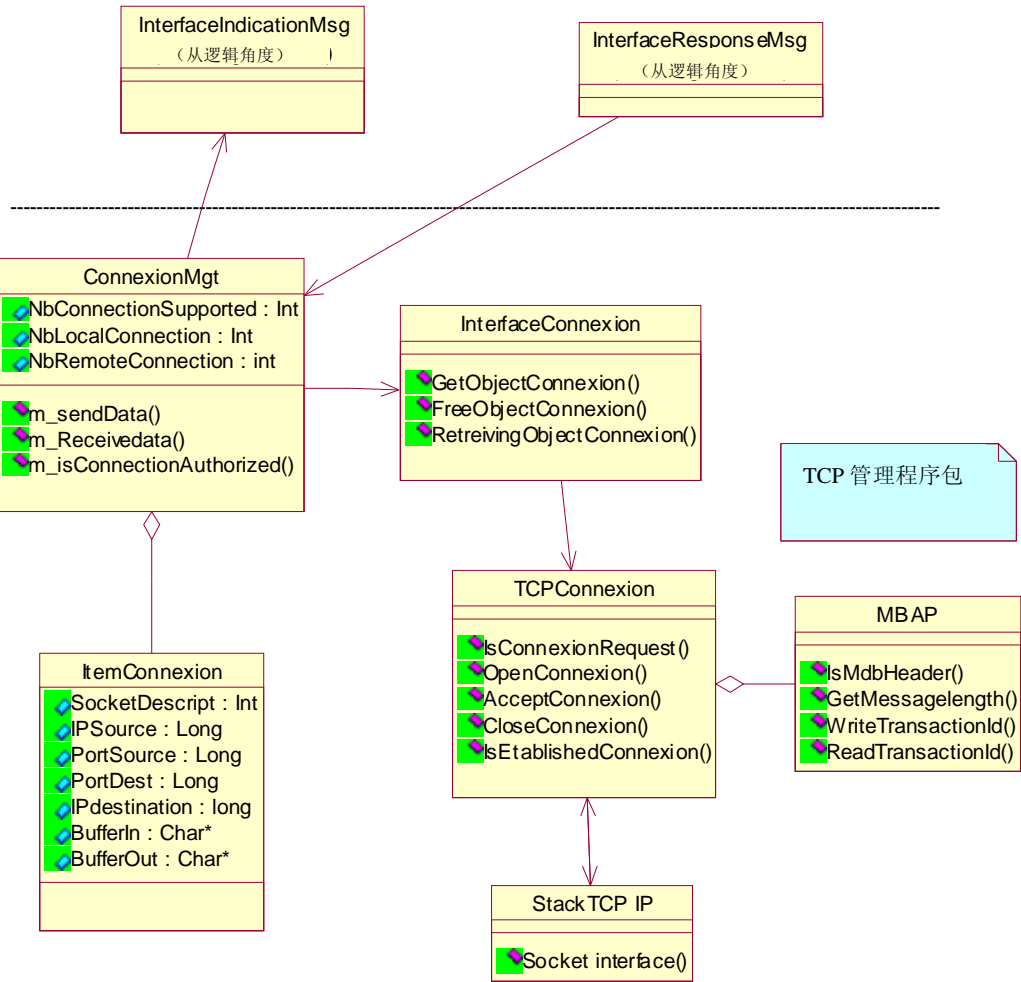 InterfaceIndicationMsg
（从逻辑角度）
InterfaceResponseMsg
（从逻辑角度）
ConnexionMgt
NbConnectionSupported : Int
NbLocalConnection : Int
NbRemoteConnection : int
m_sendData()
m_Receivedata()
m_isConnectionAuthorized()
InterfaceConnexion
GetObjectConnexion()
FreeObjectConnexion()
RetreivingObjectConnexion()
TCP 管理程序包
TCPConnexion
IsConnexionRequest()
OpenConnexion()
AcceptConnexion()
CloseConnexion()
IsEtablishedConnexion()
MBAP
IsMdbHeader()
GetMessagelength()
WriteTransactionId()
ReadTransactionId()
ItemConnexion
SocketDescript : Int
IPSource : Long
PortSource : Long
PortDest : Long
IPdestination : long
BufferIn : Char*
BufferOut : Char*
StackTCP IP
Socket interface()